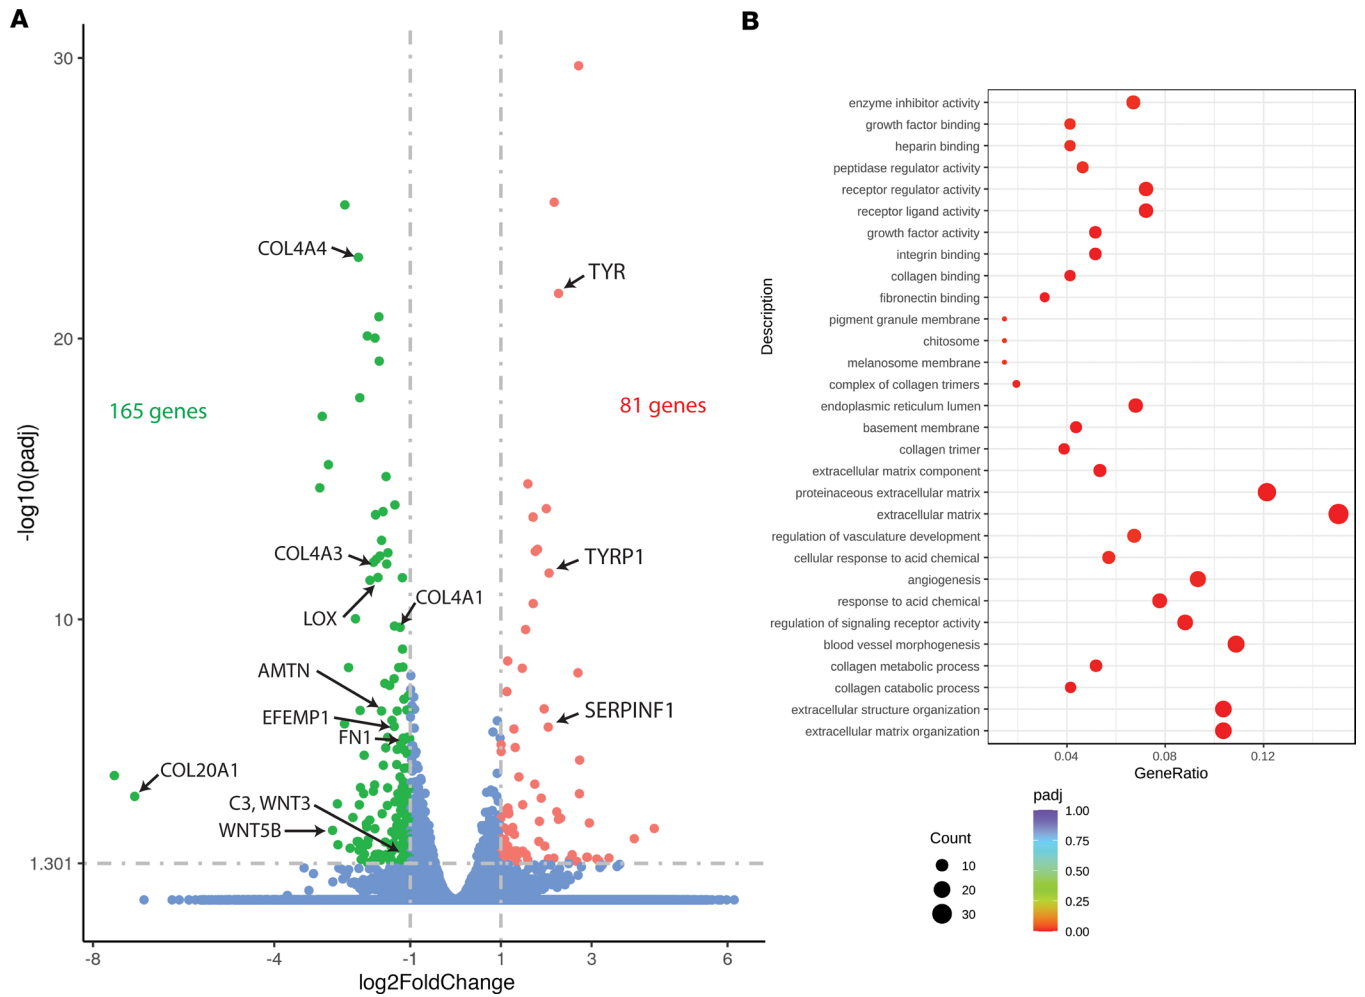 A
30
20
10
1.301
-log10(padj)
-8
-4
-1
1
3
6
log2FoldChange
165 genes
81 genes
COL4A4
TYR
COL4A3
LOX
COL4A1
TYRP1
AMTN
EFEMP1
FN1
SERPINF1
COL20A1
C3, WNT3
WNT5B
B
Description
enzyme inhibitor activity
growth factor binding
heparin binding
peptidase regulator activity
receptor regulator activity
receptor ligand activity
growth factor activity
integrin binding
collagen binding
fibronectin binding
pigment granule membrane
chitosome
melanosome membrane
complex of collagen trimers
endoplasmic reticulum lumen
basement membrane
collagen trimer
extracellular matrix component
proteinaceous extracellular matrix
extracellular matrix
regulation of vasculature development
cellular response to acid chemical
angiogenesis
response to acid chemical
regulation of signaling receptor activity
blood vessel morphogenesis
collagen metabolic process
collagen catabolic process
extracellular structure organization
extracellular matrix organization
0.04
0.08
0.12
GeneRatio
Count
10
20
30
padj
1.00
0.75
0.50
0.25
0.00